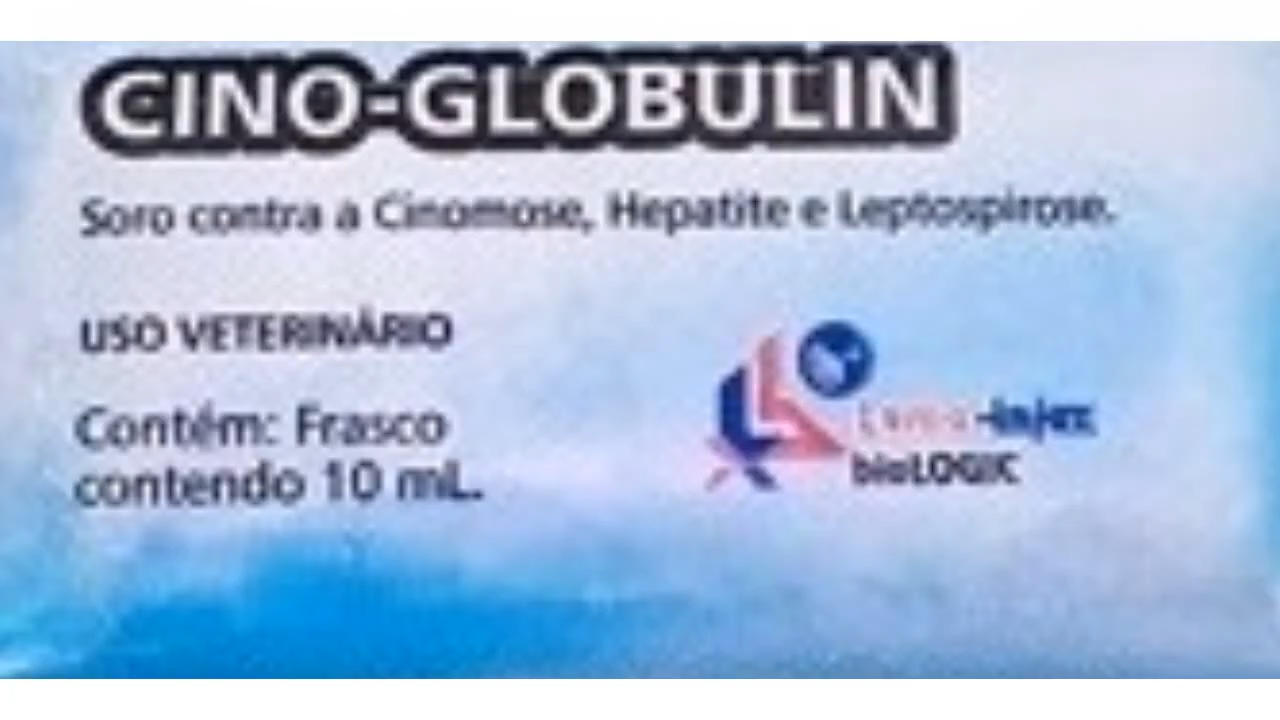 CINO-GLOBULIN
Soro contra a Cinomose, Hepatite e Leptospirose.
USO VETERINÁRIO
Contém: Frasco
contendo 10 mL.
bioLOGIC